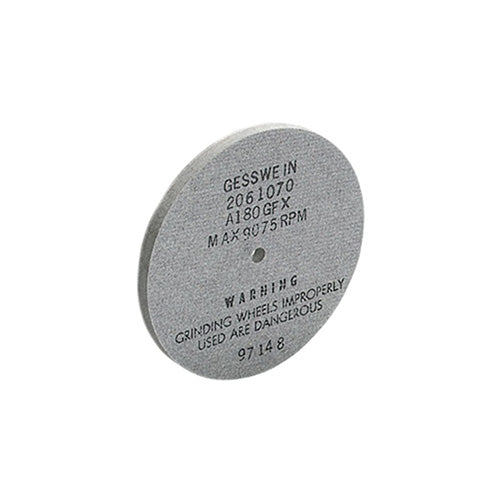 GESSWEIN
2061070
A180GFX
MAX 9075 RPM
WARNING
GRINDING WHEELS IMPROPERLY
USED ARE DANGEROUS
97148